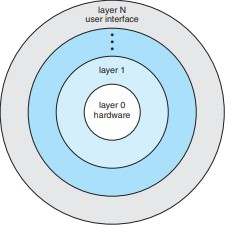 layer N
user interface
layer 1
layer 0
hardware